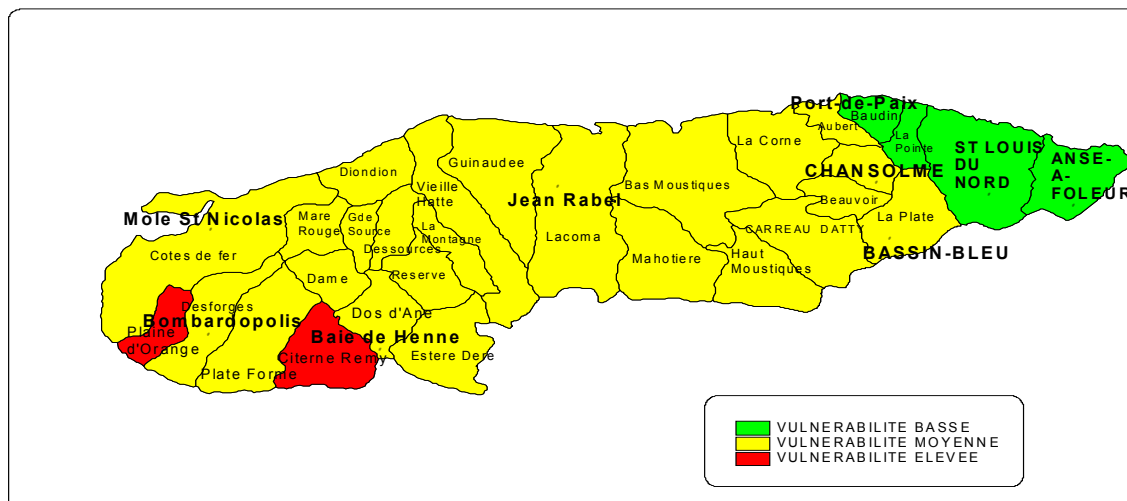 Port-de-Paix
Baudin
Aubert
La
Pointe
La Corne
ST LOUIS
DU
NORD
ANSE-
A-
FOLEUR
Guinaudee
CHANSOLME
Diondion
Vieille
Hatte
Bas Moustiques
Jean Rabel
Beauvoir
Mole St Nicolas
Mare
Rouge
Gde
Source
La Plate
La
Montagne
CARREAU DATTY
Lacoma
Dessources
Cotes de fer
BASSIN-BLEU
Mahotiere
Haut
Moustiques
Dame
Reserve
Desforges
Dos d'Ane
Bombardopolis
Plaine
d'Orange
Baie de Henne
Citerne Remy
Estere Dere
Plate Forme
VULNERABILITE BASSE
VULNERABILITE MOYENNE
VULNERABILITE ELEVEE